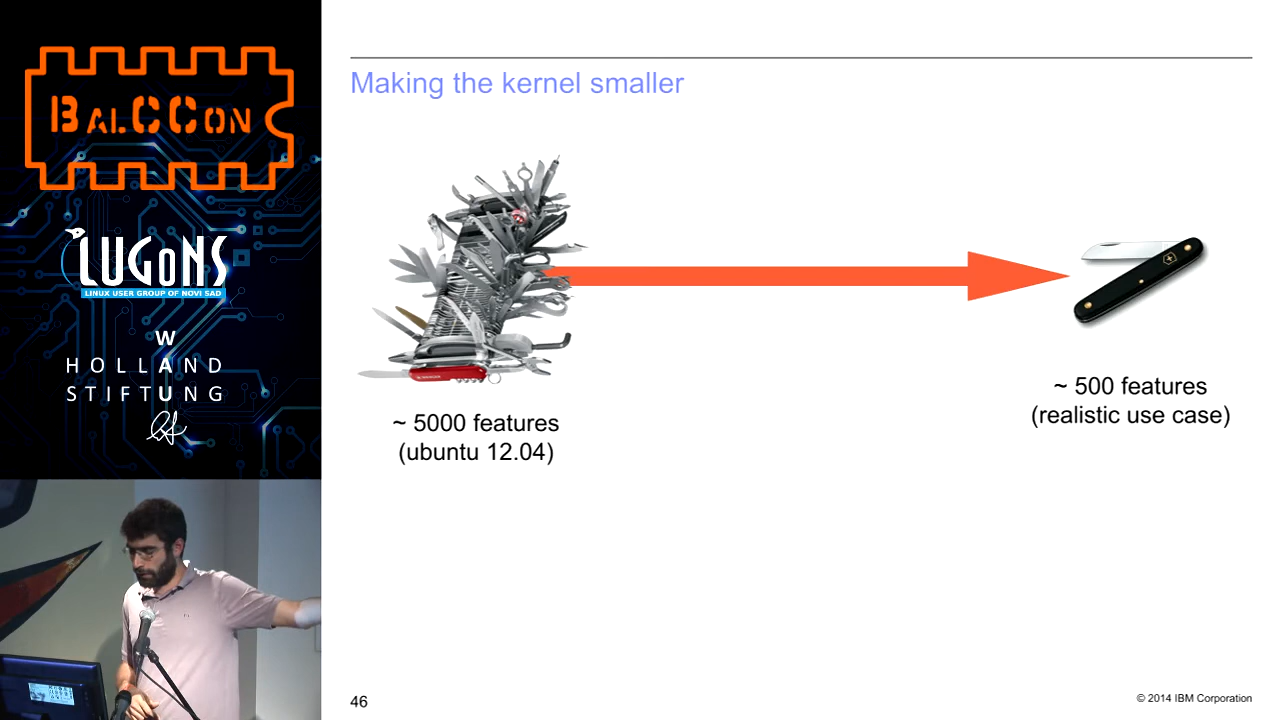 BALCCON
LUGONS
LINUX USER GROUP OF NOVI SAD
W
HOLLAND
STIFTUNG
Making the kernel smaller
~ 5000 features
(ubuntu 12.04)
~ 500 features
(realistic use case)
46
© 2014 IBM Corporation